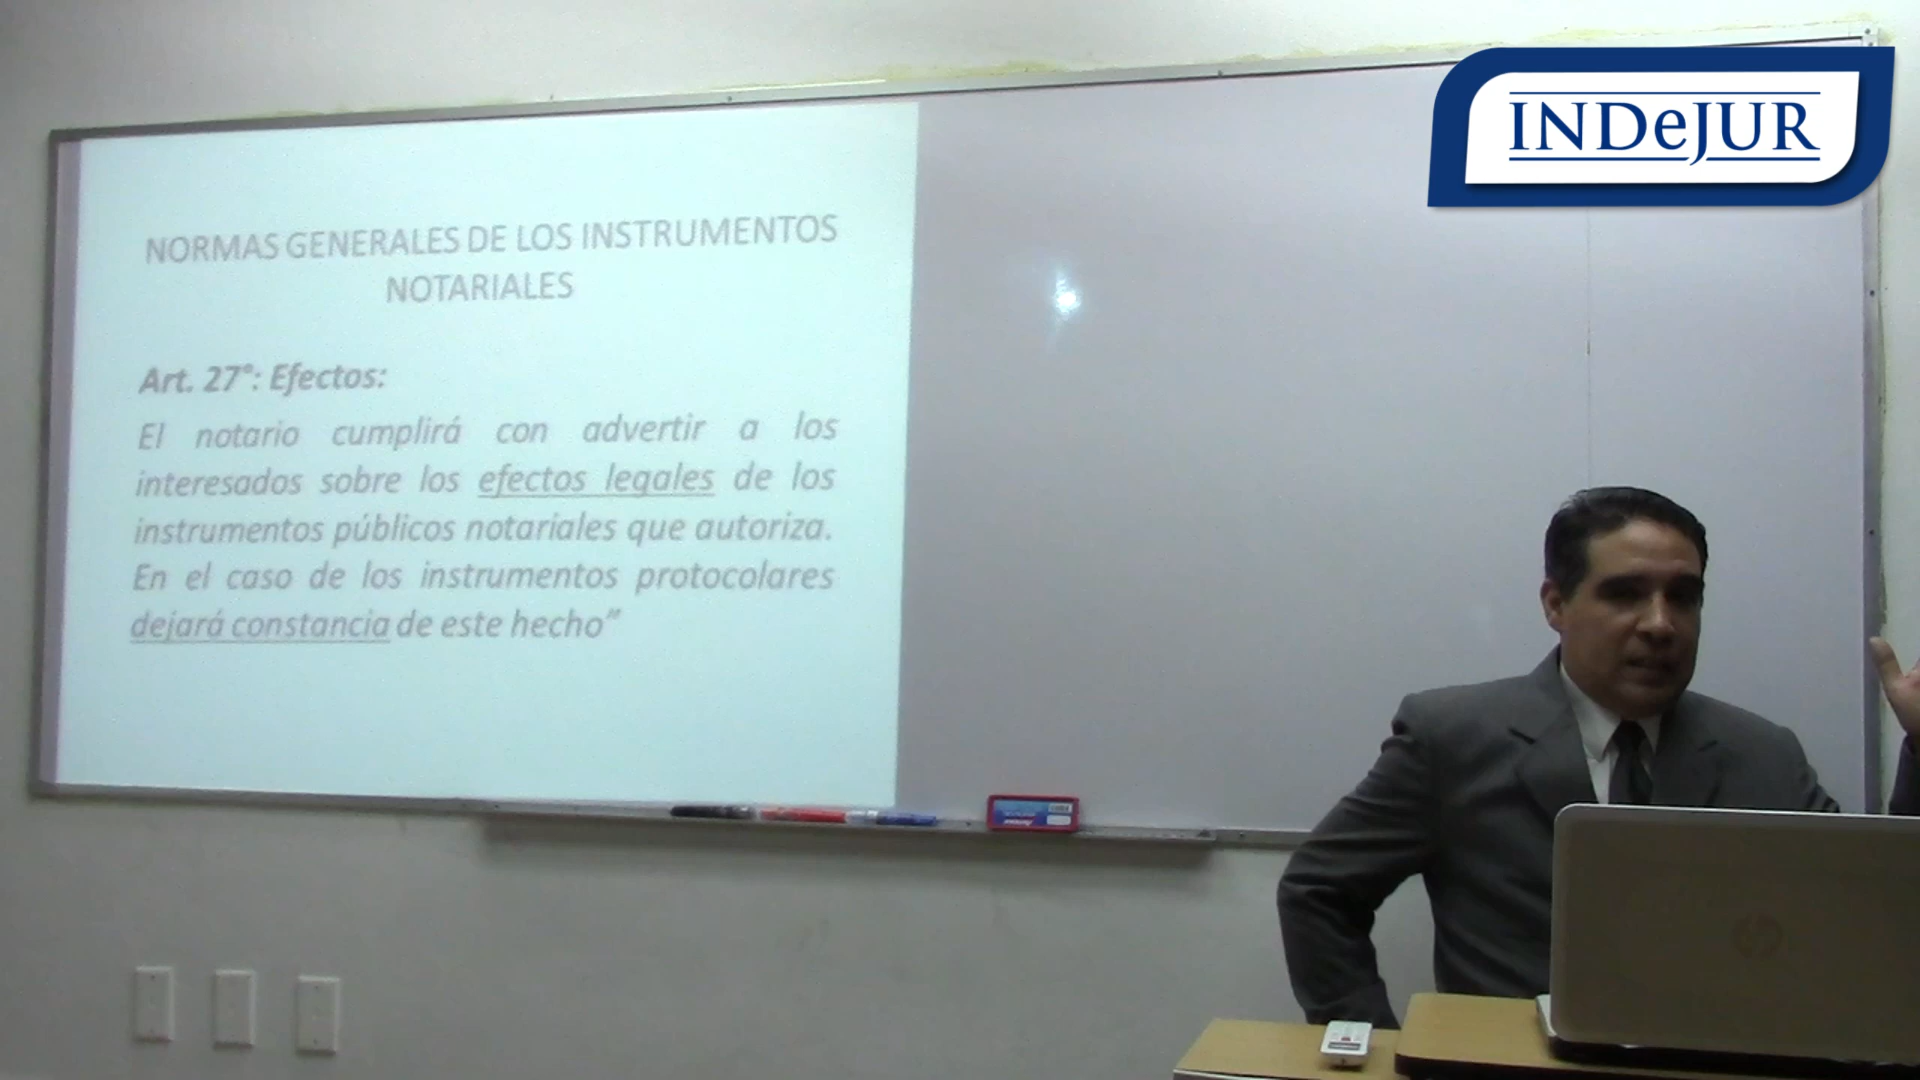 INDeJUR
NORMAS GENERALES DE LOS INSTRUMENTOS
NOTARIALES
Art. 27°: Efectos:
El notario cumplirá con advertir a los
interesados sobre los efectos legales de los
instrumentos públicos notariales que autoriza.
En el caso de los instrumentos protocolares
dejará constancia de este hecho”